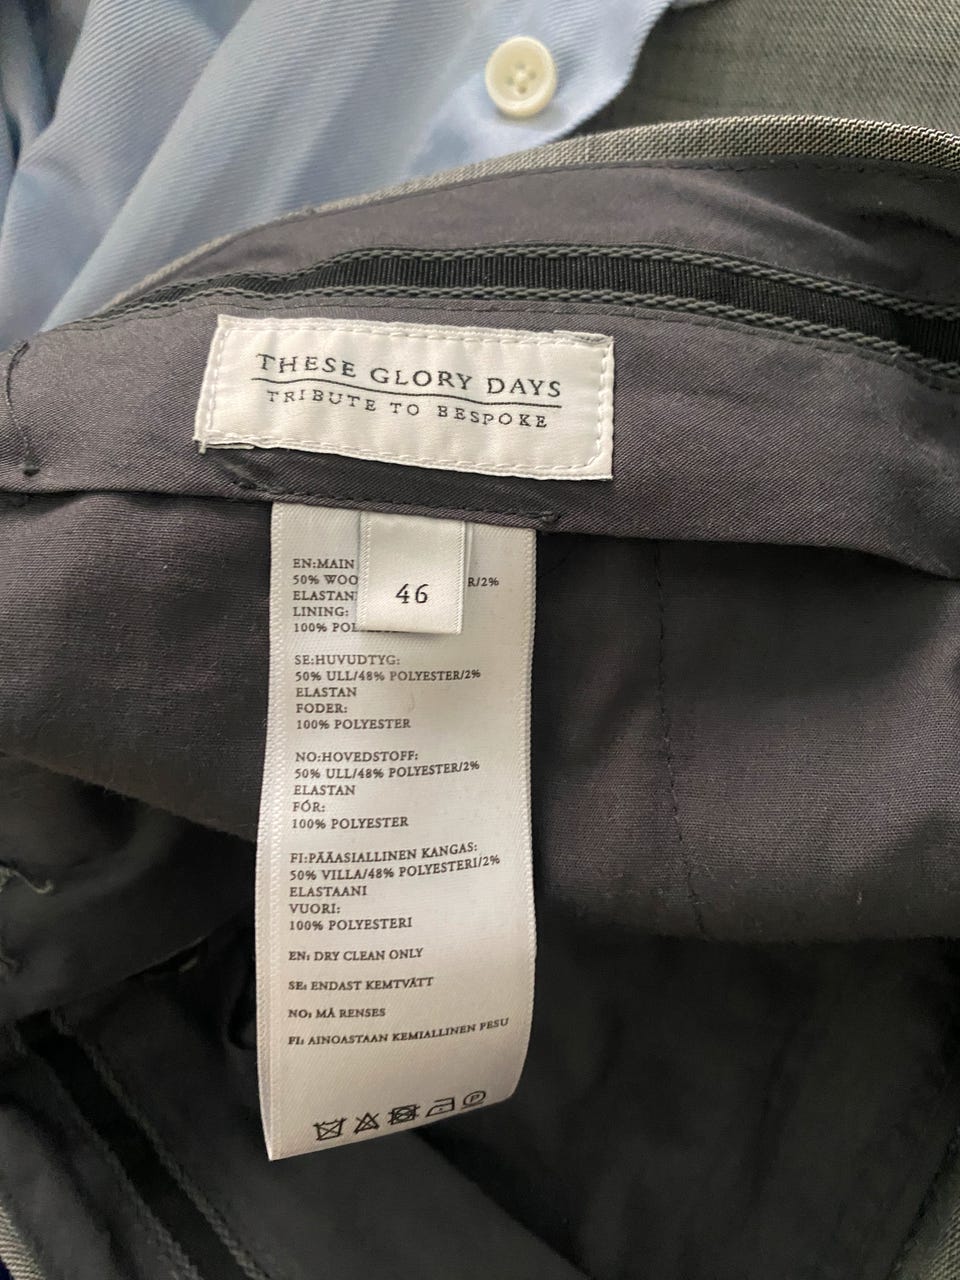 THESE GLORY DAYS
TRIBUTE TO BESPOKE
46
EN:MAIN
50% WOO R/2%
ELASTAN
LINING:
100% POL
SE:HUVUDTYG:
50% ULL/48% POLYESTER/2%
ELASTAN
FODER:
100% POLYESTER
NO:HOVEDSTOFF:
50% ULL/48% POLYESTER/2%
ELASTAN
FÓR:
100% POLYESTER
FI:PÄÄASIALLINEN KANGAS:
50% VILLA/48% POLYESTERI/2%
ELASTAANI
VUORI:
100% POLYESTERI
EN: DRY CLEAN ONLY
SE: ENDAST KEMTVÄTT
NO: MÅ RENSES
FI: AINOASTAAN KEMIALLINEN PESU
P